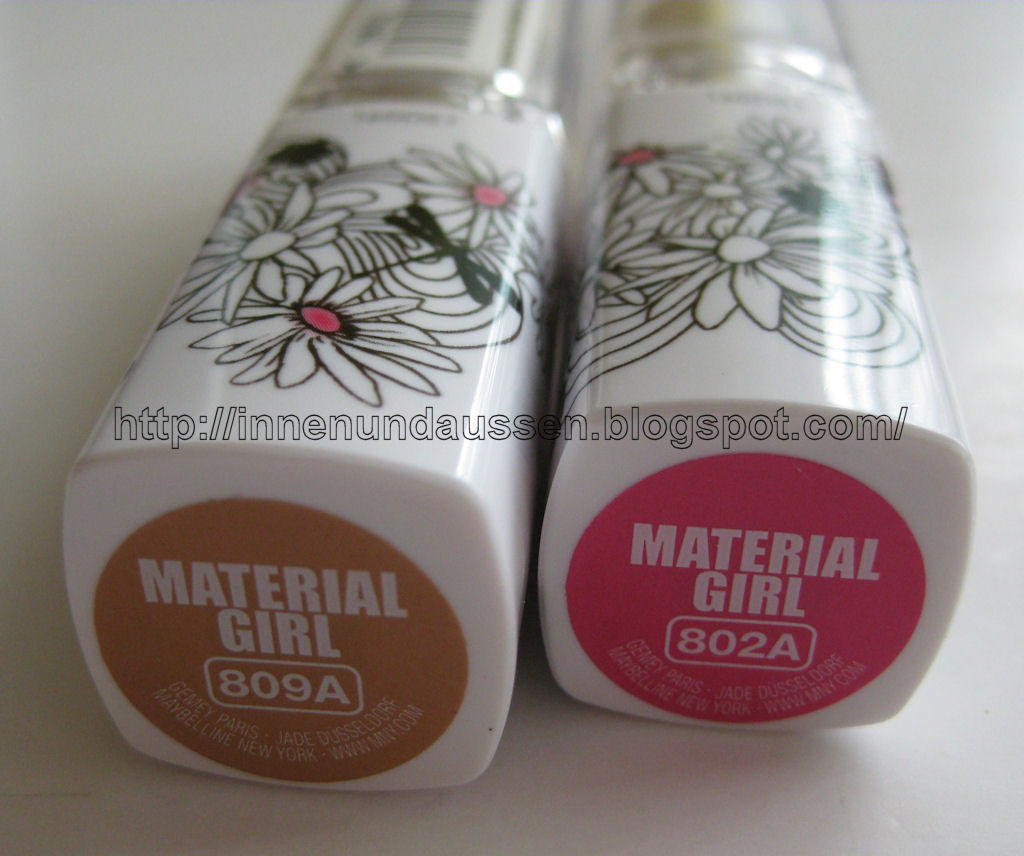 http://innenundaussen.blogspot.com/
MATERIAL
GIRL
809A
GEMEY PARIS · JADE DUSSELDORF
MAYBELLINE NEW YORK · WWW.MNY.COM
MATERIAL
GIRL
802A
GEMEY PARIS · JADE DUSSELDORF
MAYBELLINE NEW YORK · WWW.MNY.COM